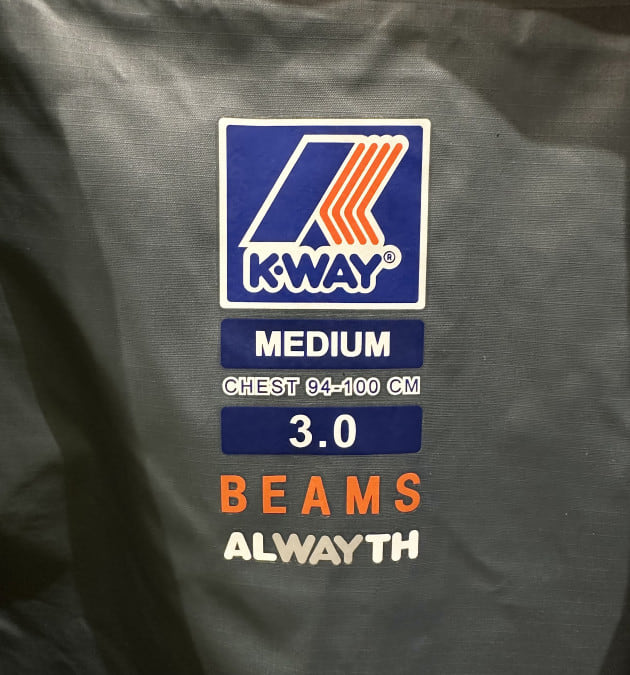 K·WAY®
MEDIUM
CHEST 94-100 CM
3.0
BEAMS
ALWAYTH